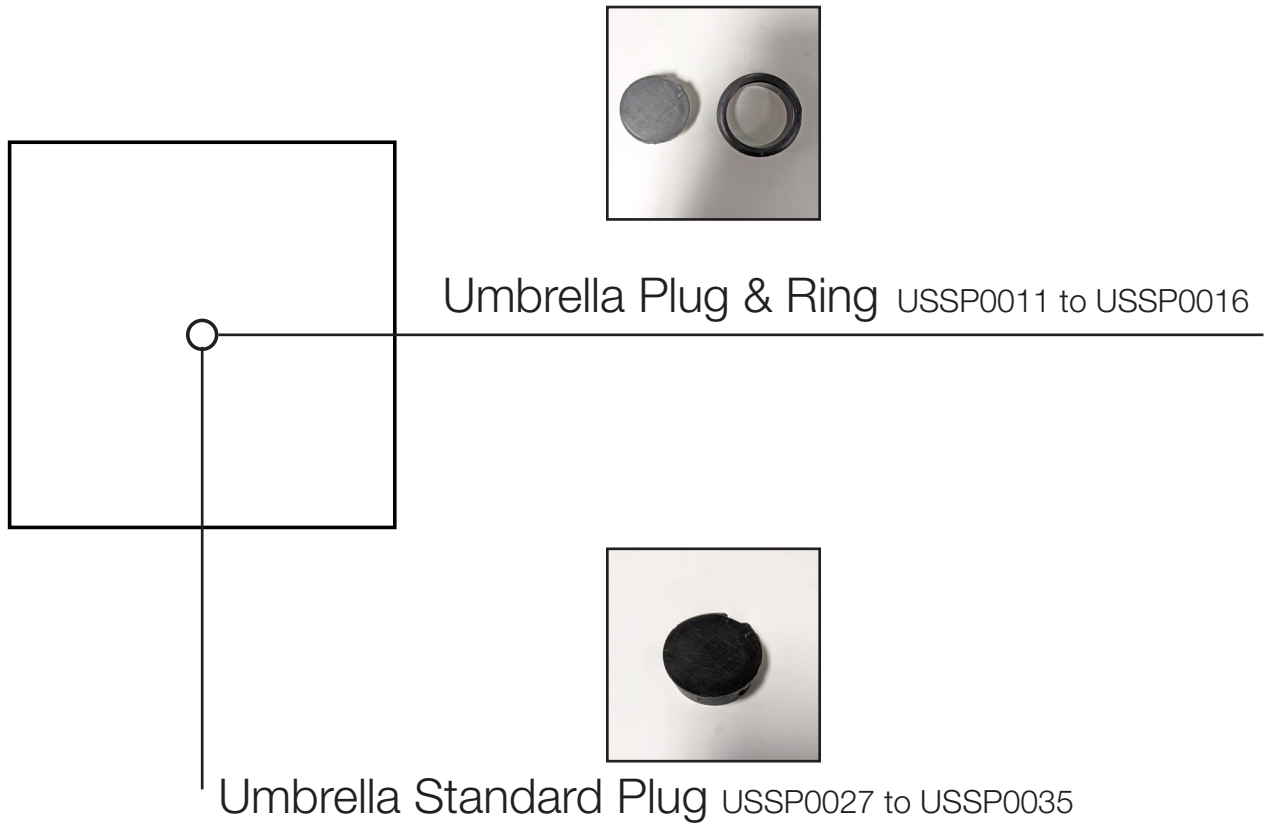 Umbrella Plug & Ring USSP0011 to USSP0016
Umbrella Standard Plug USSP0027 to USSP0035